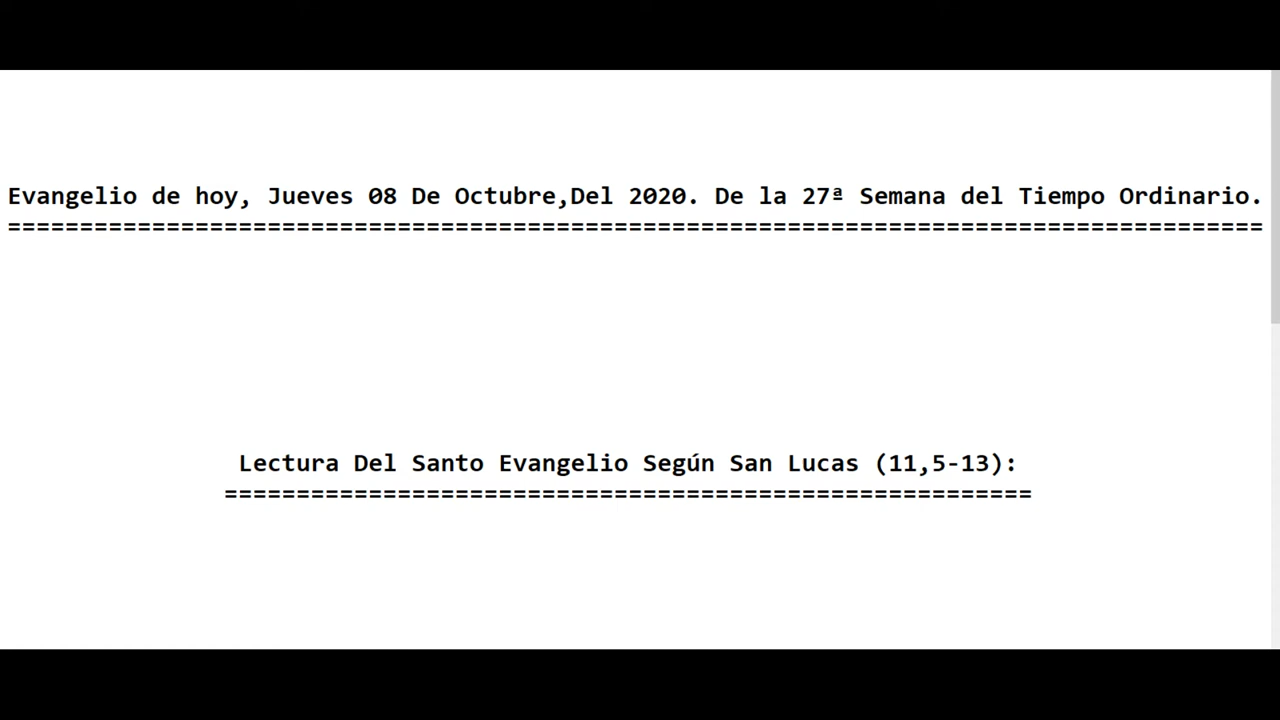 Evangelio de hoy, Jueves 08 De Octubre,Del 2020. De la 27ª Semana del Tiempo Ordinario.
=======================================================================================
Lectura Del Santo Evangelio Según San Lucas (11,5-13):
========================================================